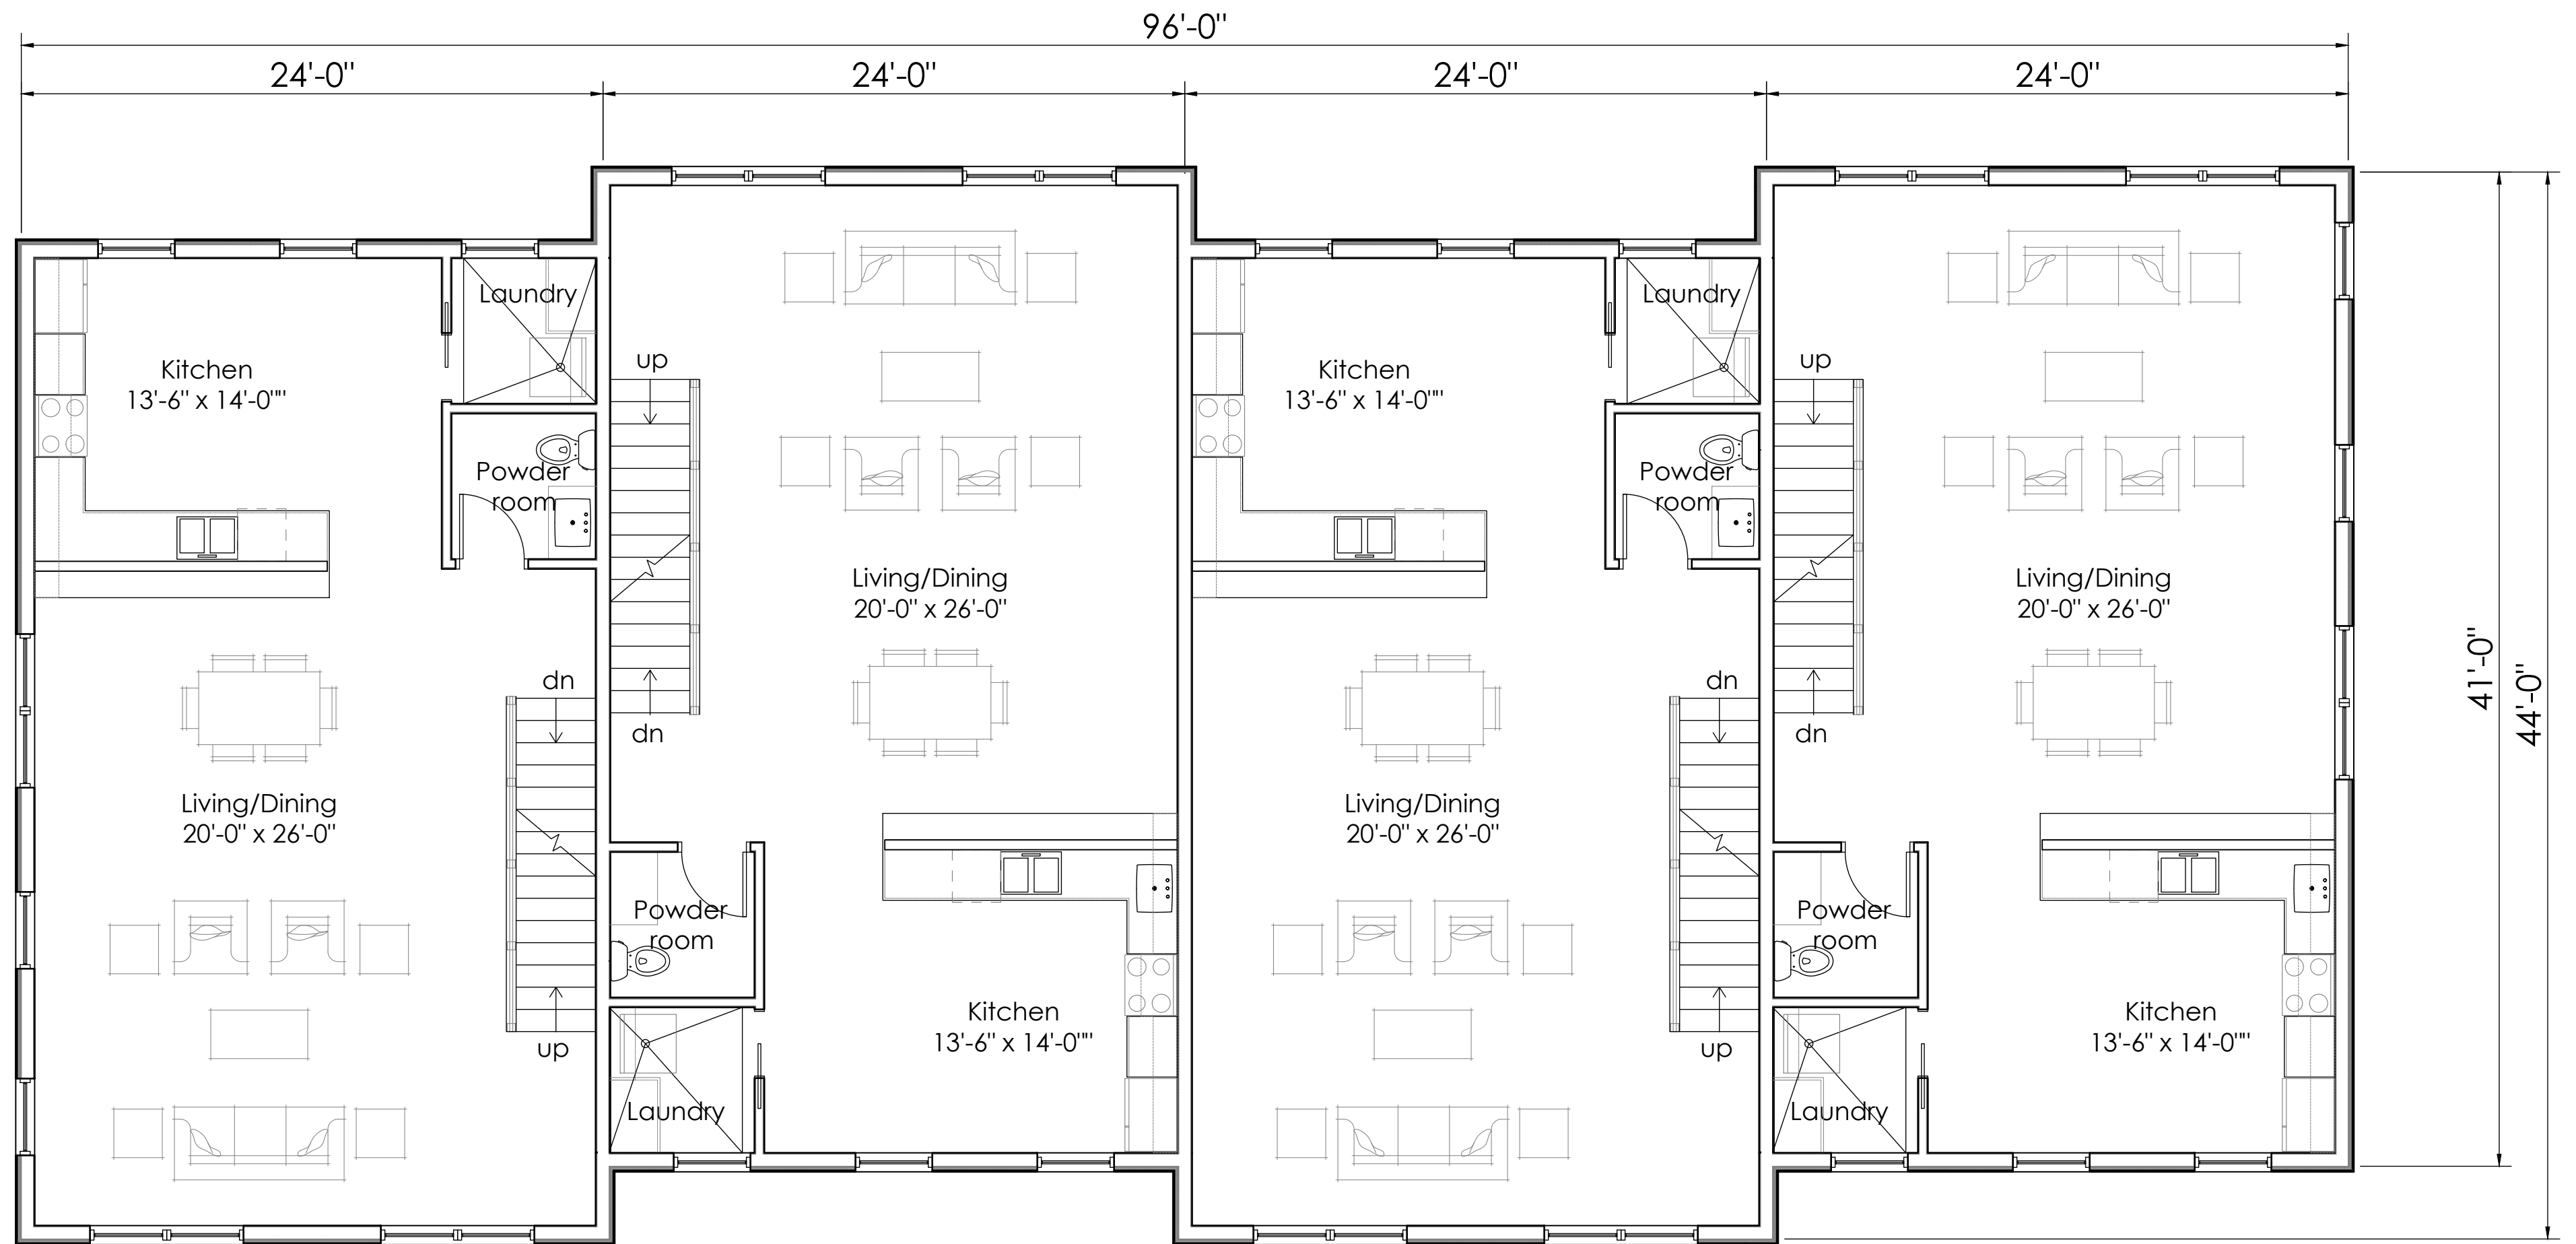 96'-0"
24'-0" 24'-0" 24'-0" 24'-0"
Laundry
Kitchen
13'-6" x 14'-0""
Powder
room
dn
Living/Dining
20'-0" x 26'-0"
up
up
Living/Dining
20'-0" x 26'-0"
dn
Powder
room
Kitchen
13'-6" x 14'-0""
Laundry
Laundry
Kitchen
13'-6" x 14'-0""
Powder
room
dn
Living/Dining
20'-0" x 26'-0"
up
up
Living/Dining
20'-0" x 26'-0"
dn
Powder
room
Kitchen
13'-6" x 14'-0""
Laundry
41'-0"
44'-0"